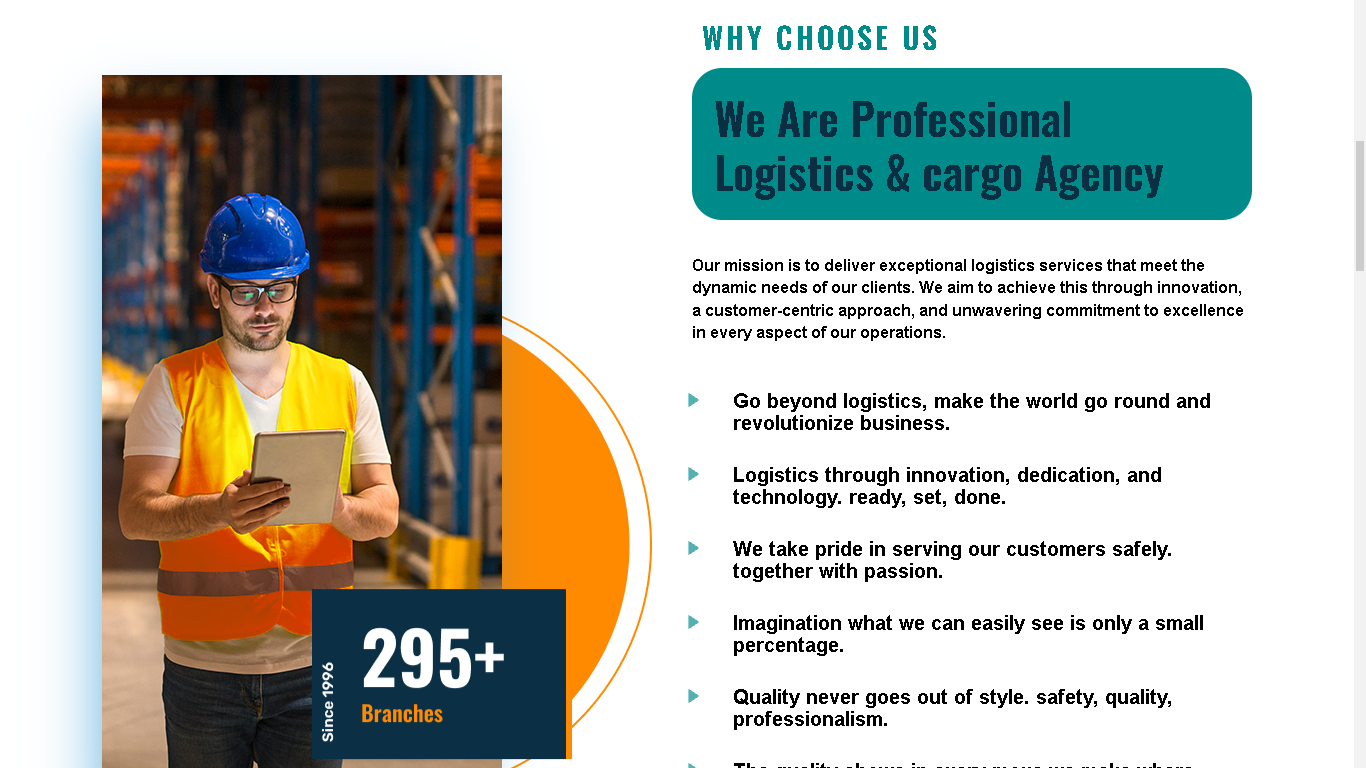 WHY CHOOSE US
We Are Professional
Logistics & cargo Agency
Our mission is to deliver exceptional logistics services that meet the
dynamic needs of our clients. We aim to achieve this through innovation,
a customer-centric approach, and unwavering commitment to excellence
in every aspect of our operations.
Go beyond logistics, make the world go round and
revolutionize business.
Logistics through innovation, dedication, and
technology. ready, set, done.
We take pride in serving our customers safely.
together with passion.
Imagination what we can easily see is only a small
percentage.
Quality never goes out of style. safety, quality,
professionalism.
Since 1996
295+
Branches